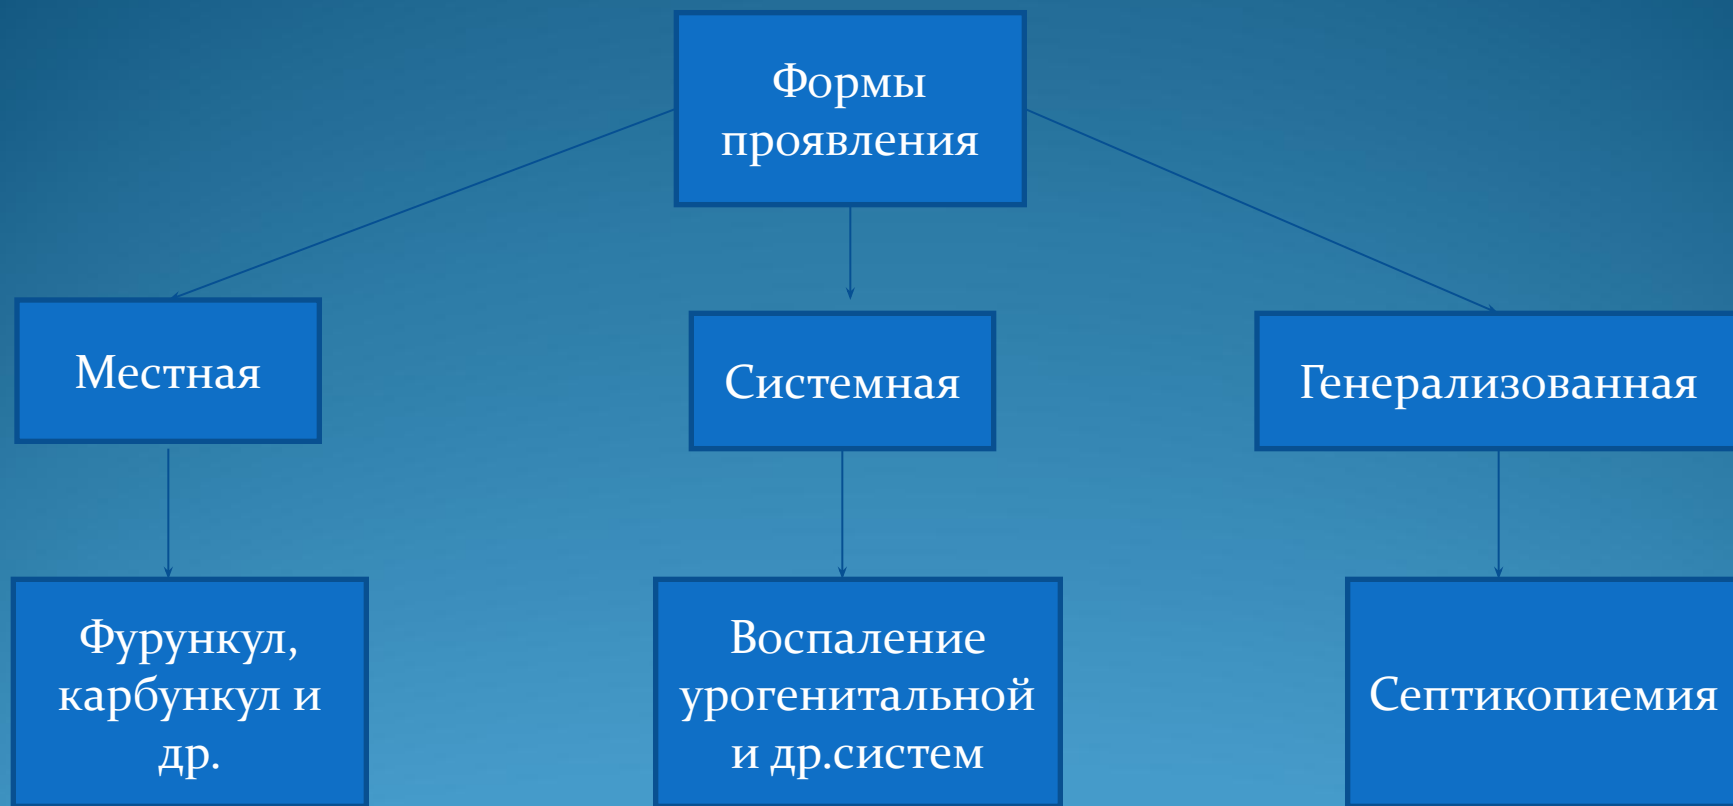 Формы
проявления
Местная
Системная
Генерализованная
Фурункул,
карбункул и
др.
Воспаление
урогенитальной
и др.систем
Септикопиемия